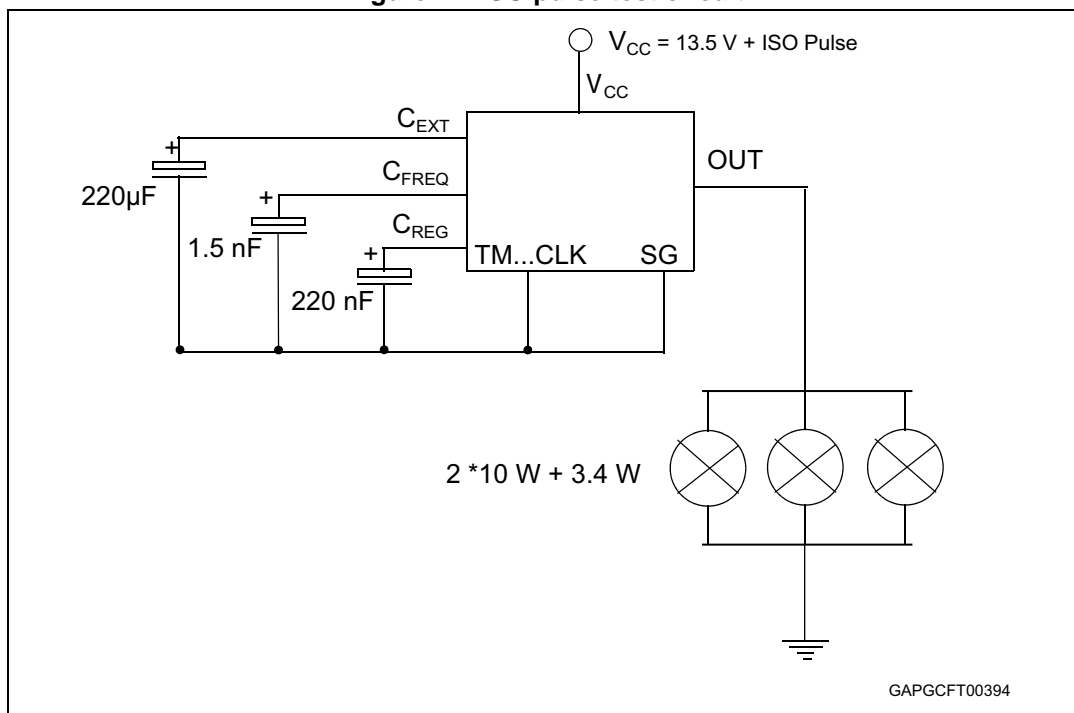 V_CC = 13.5 V + ISO Pulse
V_CC
C_EXT
OUT
+
220µF
C_FREQ
+
1.5 nF
C_REG
+
220 nF
TM...CLK SG
2 *10 W + 3.4 W
GAPGCFT00394